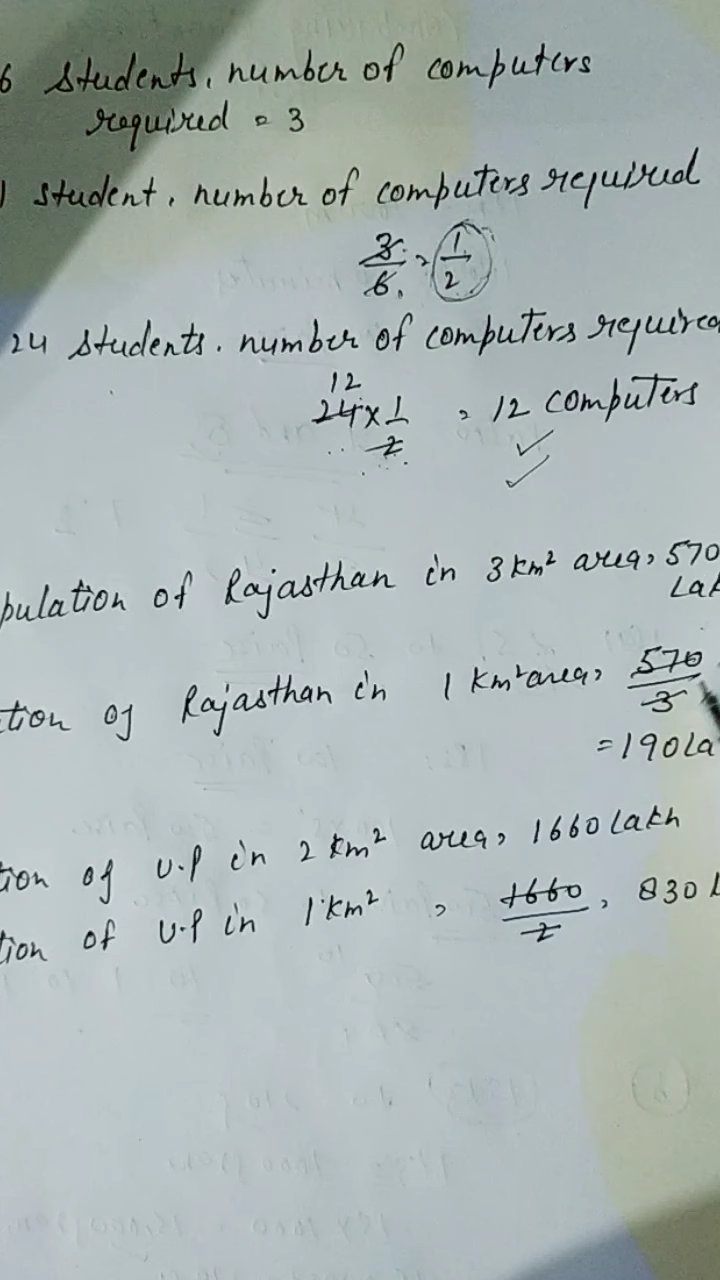 6 Students, number of computers
required = 3
1 student, number of computers required
3/6 = 1/2
24 students. number of computers required
12
24 × 1/2 = 12 computers
pulation of Rajasthan in 3 km² area = 570
Lak
tion of Rajasthan in 1 km² area = 570/3
= 190 La
tion of U.P in 2 km² area = 1660 Lakh
tion of U.P in 1 km² = 1660/2 = 830 L